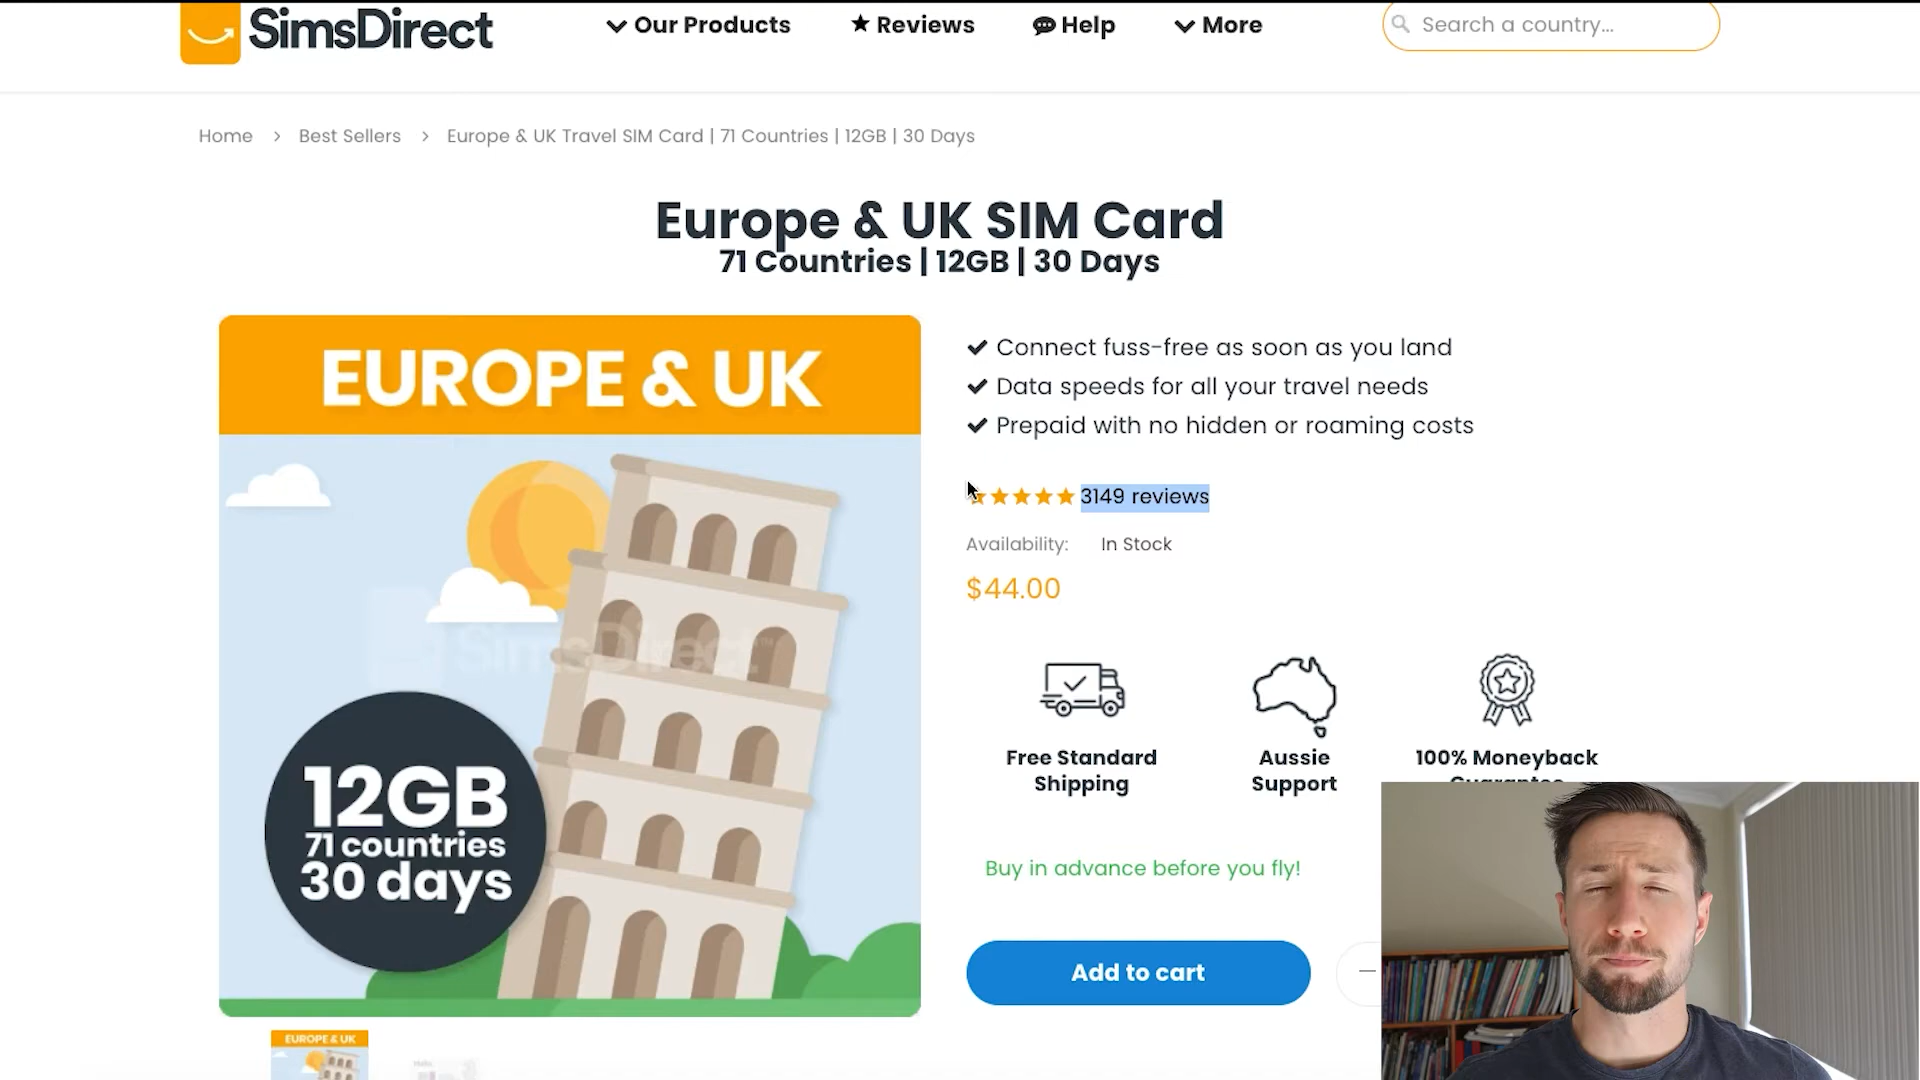 SimsDirect
Our Products
Reviews
Help
More
Search a country...
Home > Best Sellers > Europe & UK Travel SIM Card | 71 Countries | 12GB | 30 Days
Europe & UK SIM Card
71 Countries | 12GB | 30 Days
EUROPE & UK
SimsDirect™
12GB
71 countries
30 days
Connect fuss-free as soon as you land
Data speeds for all your travel needs
Prepaid with no hidden or roaming costs
3149 reviews
Availability: In Stock
$44.00
Free Standard
Shipping
Aussie
Support
100% Moneyback
Guarantee
Buy in advance before you fly!
Add to cart
EUROPE & UK